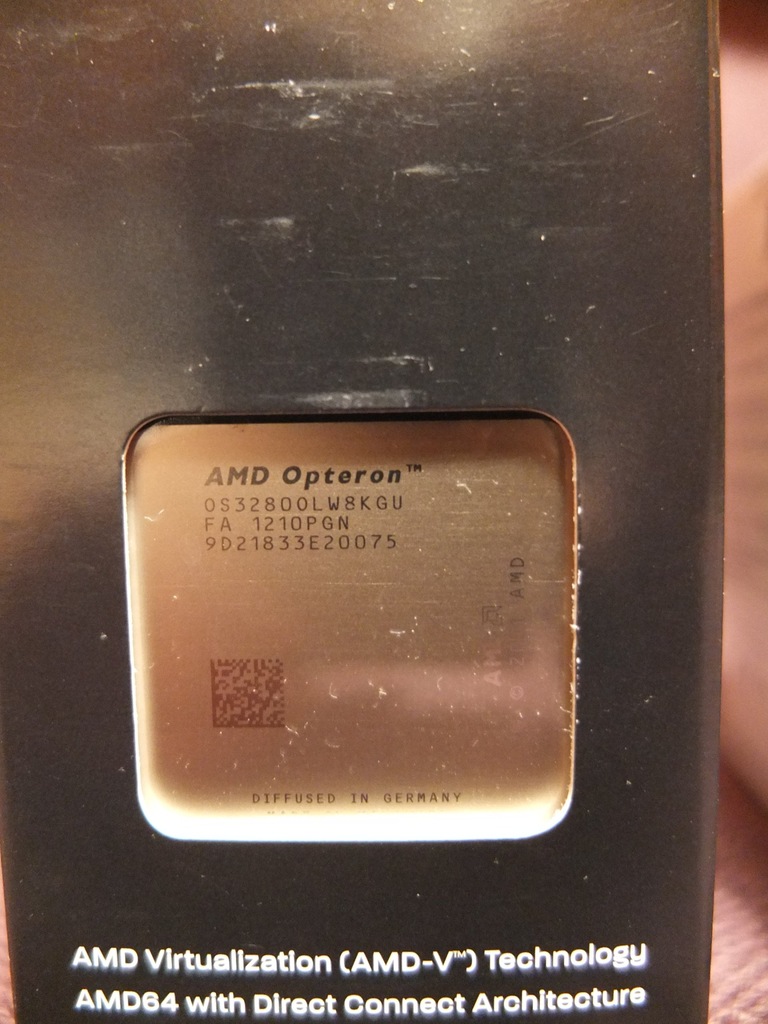 AMD Opteron™
OS3280OLW8KGU
FA 1210PGN
9D21833E20075
AMD
AMD
©
DIFFUSED IN GERMANY
AMD Virtualization (AMD-V™) Technology
AMD64 with Direct Connect Architecture